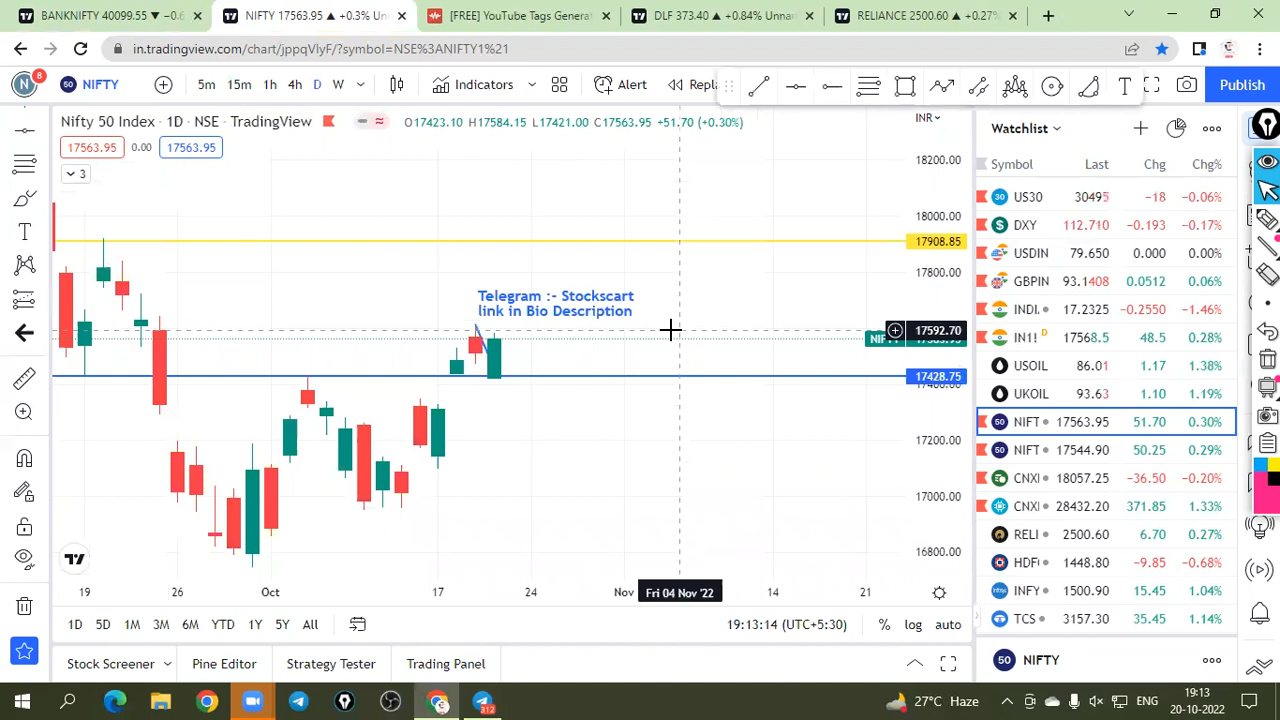 BANKNIFTY 40099.55 ▼ −0.6
NIFTY 17563.95 ▲ +0.3% Un
[FREE] YouTube Tags Genera
DLF 373.40 ▲ +0.84% Unnar
RELIANCE 2500.60 ▲ +0.27%
in.tradingview.com/chart/jppqVlyF/?symbol=NSE%3ANIFTY1%21
N 8
50 NIFTY
5m 15m 1h 4h D W
Indicators
Alert
Repla
Publish
Nifty 50 Index · 1D · NSE · TradingView
O17423.10 H17584.15 L17421.00 C17563.95 +51.70 (+0.30%)
INR
17563.95 0.00 17563.95
3
18200.00
18000.00
17908.85
17800.00
Telegram :- Stockscart
link in Bio Description
17592.70
17428.75
17200.00
17000.00
16800.00
19 26 Oct 17 24 Nov Fri 04 Nov '22 14 21
1D 5D 1M 3M 6M YTD 1Y 5Y All
19:13:14 (UTC+5:30) % log auto
Stock Screener Pine Editor Strategy Tester Trading Panel
Watchlist
Symbol Last Chg Chg%
30 US30 30495 −18 −0.06%
DXY 112.710 −0.193 −0.17%
USDIN 79.650 0.000 0.00%
GBPIN 93.1408 0.0512 0.06%
INDI 17.2325 −0.2550 −1.46%
IN1! D 17568.5 48.5 0.28%
USOIL 86.01 1.17 1.38%
UKOIL 93.63 1.10 1.19%
50 NIFT 17563.95 51.70 0.30%
50 NIFT 17544.90 50.25 0.29%
CNXI 18057.25 −36.50 −0.20%
CNXI 28432.20 371.85 1.33%
RELI 2500.60 6.70 0.27%
HDF 1448.80 −9.85 −0.68%
INFY 1500.90 15.45 1.04%
TCS 3157.30 35.45 1.14%
50 NIFTY
312
27°C Haze
ENG
19:13
20-10-2022